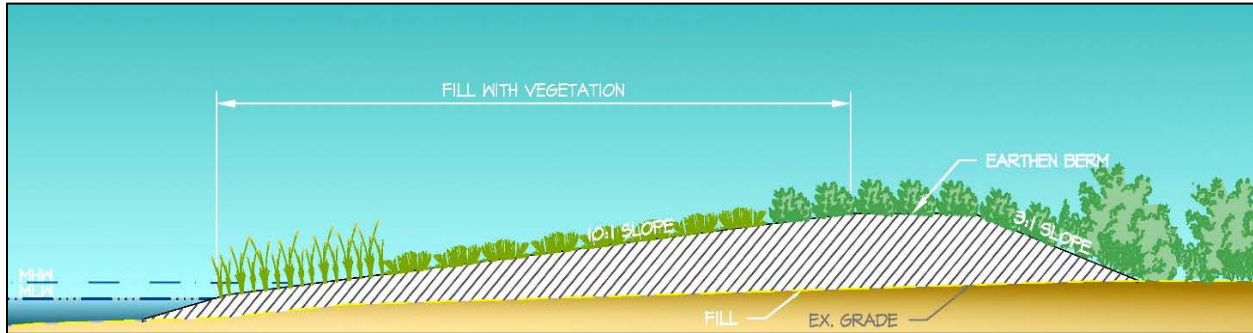 FILL WITH VEGETATION
EARTHEN BERM
10:1 SLOPE
3:1 SLOPE
MHW
MLW
FILL
EX. GRADE